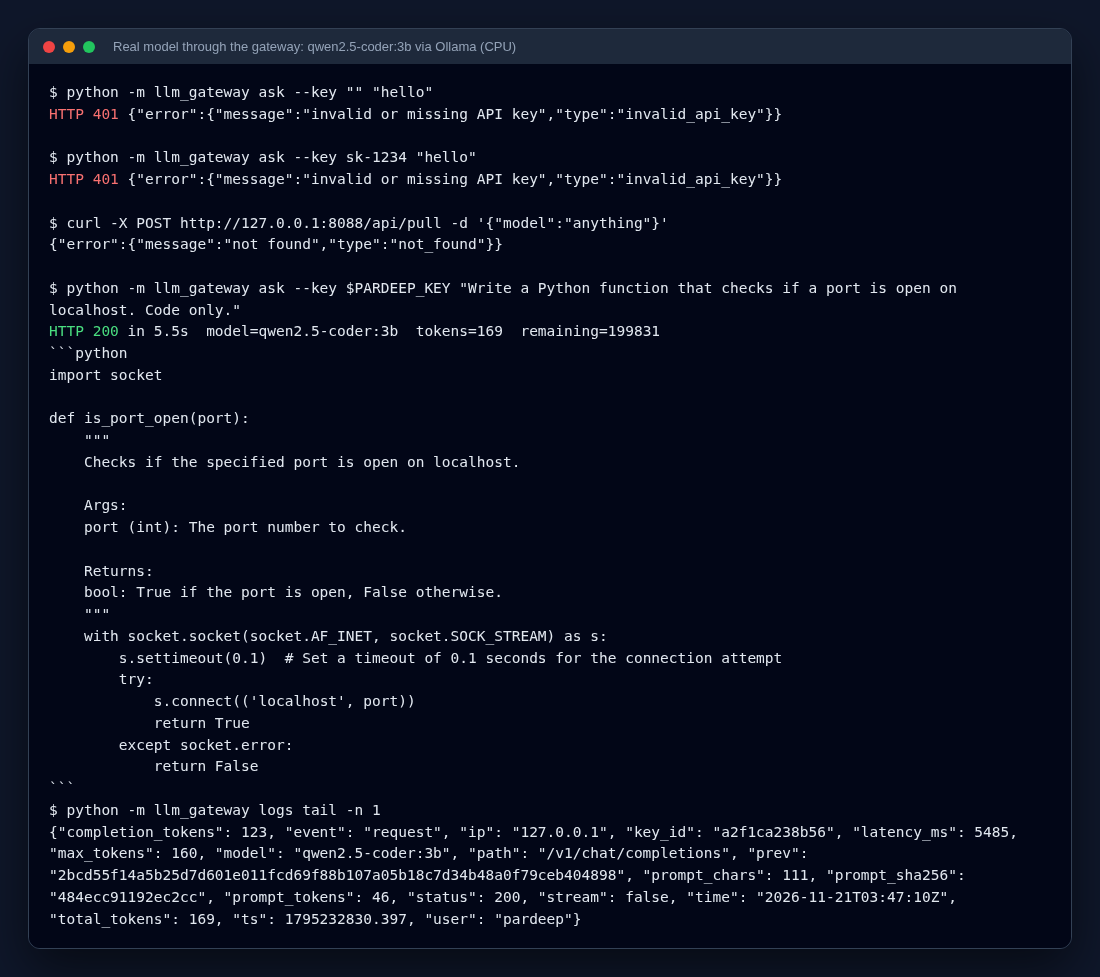 Real model through the gateway: qwen2.5-coder:3b via Ollama (CPU)
$ python -m llm_gateway ask --key "" "hello"
HTTP 401 {"error":{"message":"invalid or missing API key","type":"invalid_api_key"}}
$ python -m llm_gateway ask --key sk-1234 "hello"
HTTP 401 {"error":{"message":"invalid or missing API key","type":"invalid_api_key"}}
$ curl -X POST http://127.0.0.1:8088/api/pull -d '{"model":"anything"}'
{"error":{"message":"not found","type":"not_found"}}
$ python -m llm_gateway ask --key $PARDEEP_KEY "Write a Python function that checks if a port is open on
localhost. Code only."
HTTP 200 in 5.5s  model=qwen2.5-coder:3b  tokens=169  remaining=199831
```python
import socket
def is_port_open(port):
    """
    Checks if the specified port is open on localhost.
    Args:
    port (int): The port number to check.
    Returns:
    bool: True if the port is open, False otherwise.
    """
    with socket.socket(socket.AF_INET, socket.SOCK_STREAM) as s:
        s.settimeout(0.1)  # Set a timeout of 0.1 seconds for the connection attempt
        try:
            s.connect(('localhost', port))
            return True
        except socket.error:
            return False
```
$ python -m llm_gateway logs tail -n 1
{"completion_tokens": 123, "event": "request", "ip": "127.0.0.1", "key_id": "a2f1ca238b56", "latency_ms": 5485,
"max_tokens": 160, "model": "qwen2.5-coder:3b", "path": "/v1/chat/completions", "prev":
"2bcd55f14a5b25d7d601e011fcd69f88b107a05b18c7d34b48a0f79ceb404898", "prompt_chars": 111, "prompt_sha256":
"484ecc91192ec2cc", "prompt_tokens": 46, "status": 200, "stream": false, "time": "2026-11-21T03:47:10Z",
"total_tokens": 169, "ts": 1795232830.397, "user": "pardeep"}